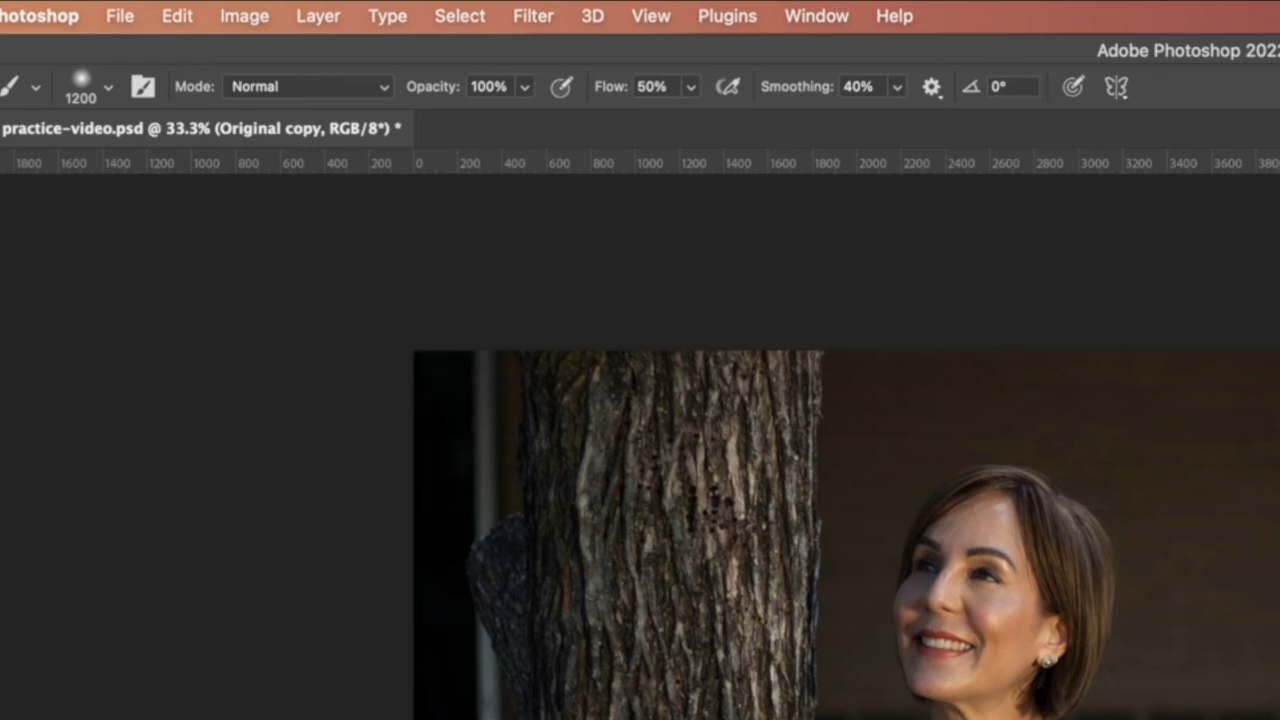 hotoshop File Edit Image Layer Type Select Filter 3D View Plugins Window Help
Adobe Photoshop 2022
1200 Mode: Normal Opacity: 100% Flow: 50% Smoothing: 40% 0°
practice-video.psd @ 33.3% (Original copy, RGB/8*) *
1800 1600 1400 1200 1000 800 600 400 200 0 200 400 600 800 1000 1200 1400 1600 1800 2000 2200 2400 2600 2800 3000 3200 3400 3600 380